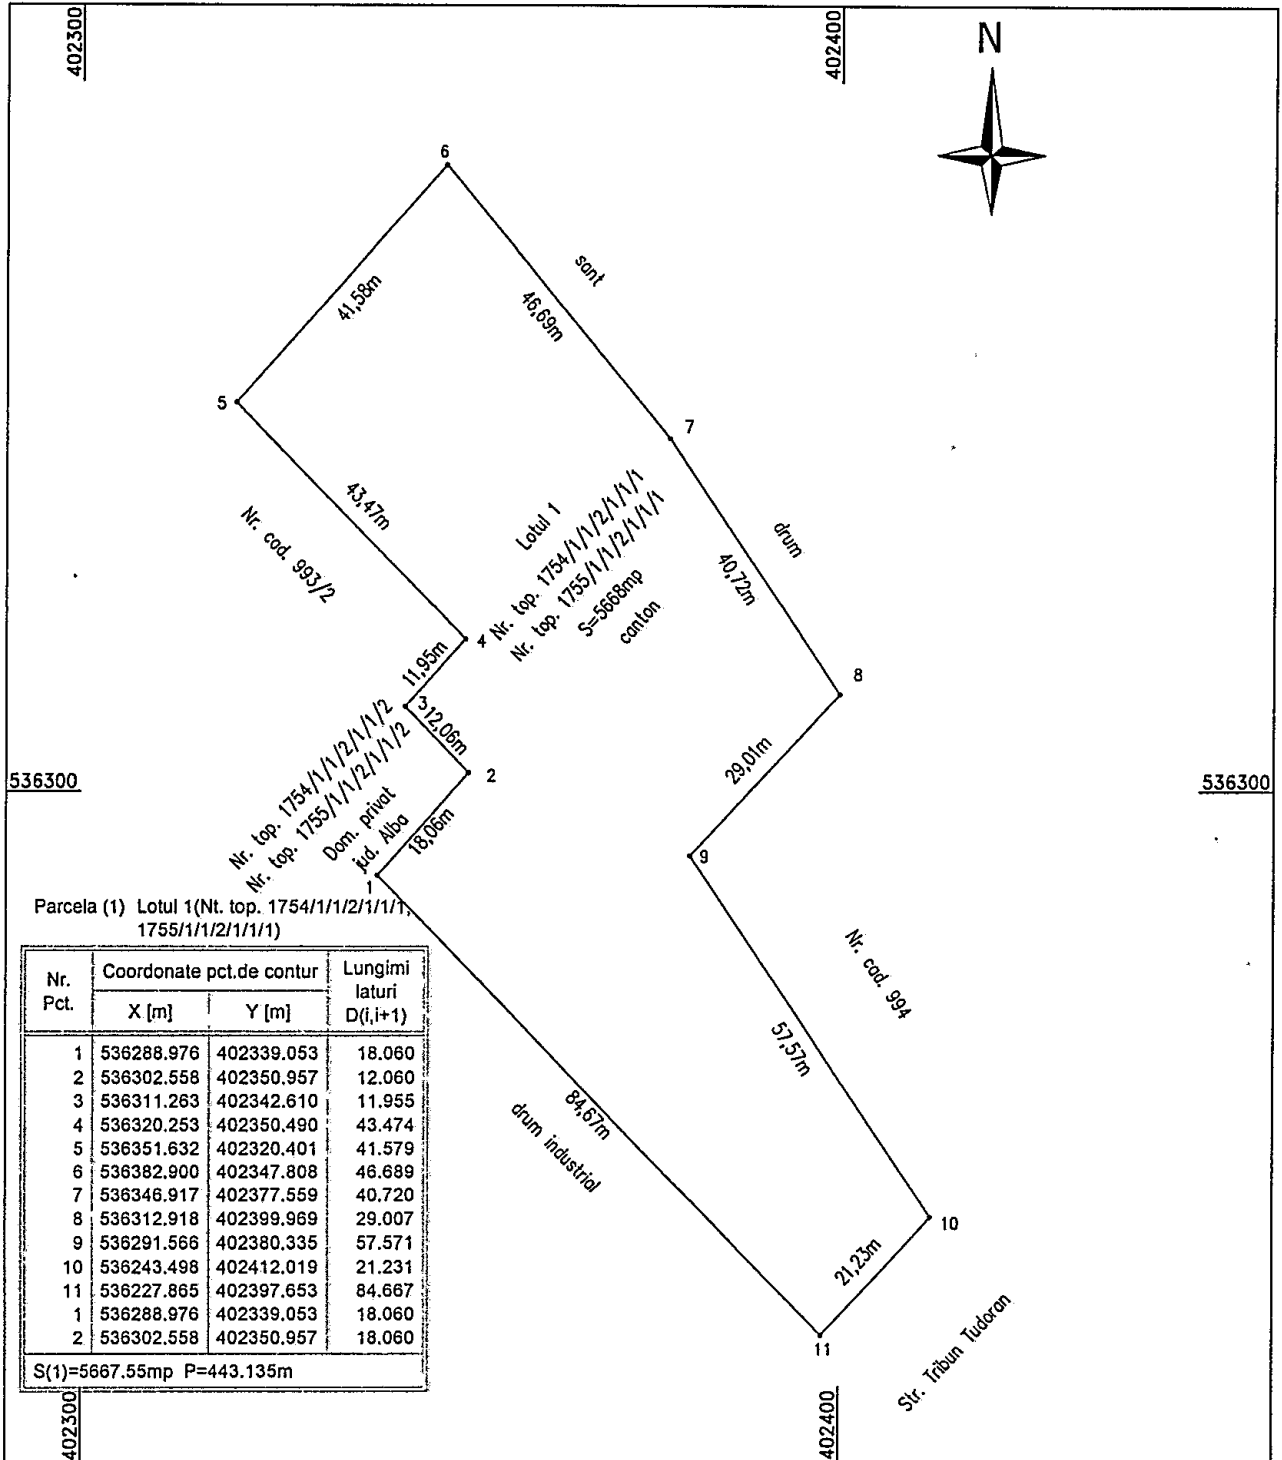 402300
402400
N
6
sant
41,58m
46,69m
5
7
43,47m
Nr. cad. 993/2
Lotul 1
Nr. top. 1754/1/1/2/1/1/1
Nr. top. 1755/1/1/2/1/1/1
S=5668mp
canton
drum
40,72m
4
11,95m
8
3
12,06m
29,01m
2
536300
536300
Nr. top. 1754/1/1/2/1/1/2
Nr. top. 1755/1/1/2/1/1/2
Dom. privat
jud. Alba
18,06m
9
1
Parcela (1) Lotul 1(Nt. top. 1754/1/1/2/1/1/1,
1755/1/1/2/1/1/1)
Nr. cad. 994
57,57m
84,67m
drum industrial
10
21,23m
11
Str. Tribun Tudoran
Nr. Pct. Coordonate pct.de contur Lungimi laturi D(i,i+1)
X [m] Y [m]
1 536288.976 402339.053 18.060
2 536302.558 402350.957 12.060
3 536311.263 402342.610 11.955
4 536320.253 402350.490 43.474
5 536351.632 402320.401 41.579
6 536382.900 402347.808 46.689
7 536346.917 402377.559 40.720
8 536312.918 402399.969 29.007
9 536291.566 402380.335 57.571
10 536243.498 402412.019 21.231
11 536227.865 402397.653 84.667
1 536288.976 402339.053 18.060
2 536302.558 402350.957 18.060
S(1)=5667.55mp P=443.135m
402300
402400